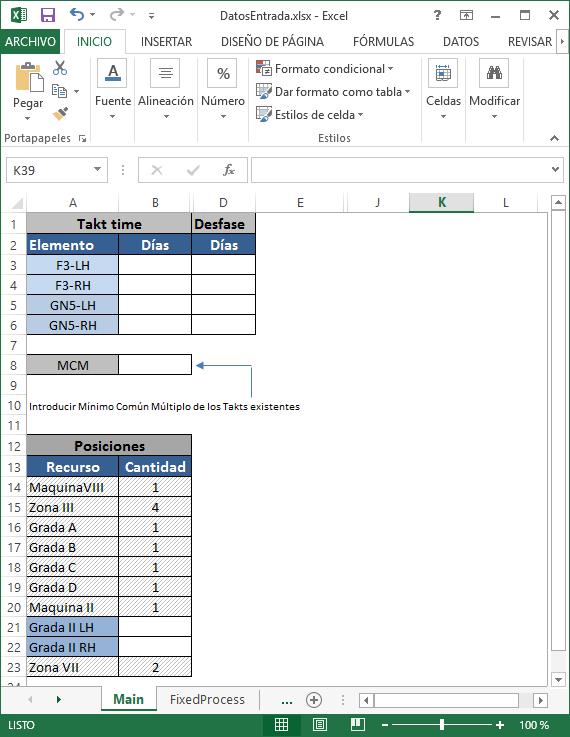 DatosEntrada.xlsx - Excel
ARCHIVO INICIO INSERTAR DISEÑO DE PÁGINA FÓRMULAS DATOS REVISAR
Pegar Fuente Alineación % Número Formato condicional Celdas Modificar
Dar formato como tabla
Estilos de celda
Portapapeles Estilos
K39 fx
A B D E J K L
1 Takt time Desfase
2 Elemento Días Días
3 F3-LH
4 F3-RH
5 GN5-LH
6 GN5-RH
7
8 MCM
9
10 Introducir Mínimo Común Múltiplo de los Takts existentes
11
12 Posiciones
13 Recurso Cantidad
14 MaquinaVIII 1
15 Zona III 4
16 Grada A 1
17 Grada B 1
18 Grada C 1
19 Grada D 1
20 Maquina II 1
21 Grada II LH
22 Grada II RH
23 Zona VII 2
24
Main FixedProcess ...
LISTO 100 %